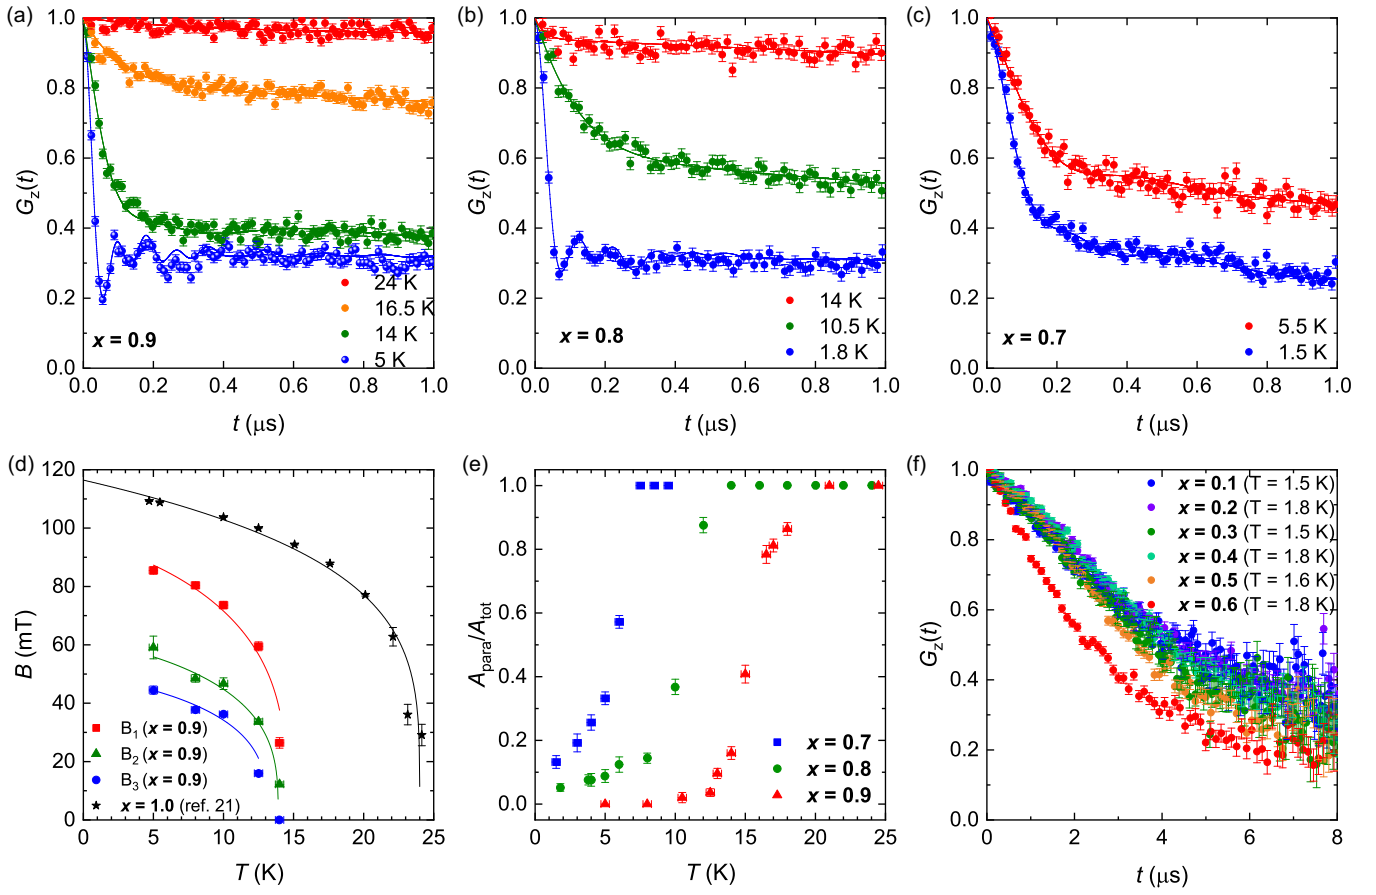 (a)
1.0
0.8
0.6
0.4
0.2
0.0
G_z(t)
24 K
16.5 K
14 K
5 K
x = 0.9
0.0 0.2 0.4 0.6 0.8 1.0
t (μs)
(b)
1.0
0.8
0.6
0.4
0.2
0.0
G_z(t)
14 K
10.5 K
1.8 K
x = 0.8
0.0 0.2 0.4 0.6 0.8 1.0
t (μs)
(c)
1.0
0.8
0.6
0.4
0.2
0.0
G_z(t)
5.5 K
1.5 K
x = 0.7
0.0 0.2 0.4 0.6 0.8 1.0
t (μs)
(d)
120
100
80
60
40
20
0
B (mT)
B₁ (x = 0.9)
B₂ (x = 0.9)
B₃ (x = 0.9)
x = 1.0 (ref. 21)
0 5 10 15 20 25
T (K)
(e)
1.0
0.8
0.6
0.4
0.2
0.0
A_para/A_tot
x = 0.7
x = 0.8
x = 0.9
0 5 10 15 20 25
T (K)
(f)
1.0
0.8
0.6
0.4
0.2
0.0
G_z(t)
x = 0.1 (T = 1.5 K)
x = 0.2 (T = 1.8 K)
x = 0.3 (T = 1.5 K)
x = 0.4 (T = 1.8 K)
x = 0.5 (T = 1.6 K)
x = 0.6 (T = 1.8 K)
0 2 4 6 8
t (μs)